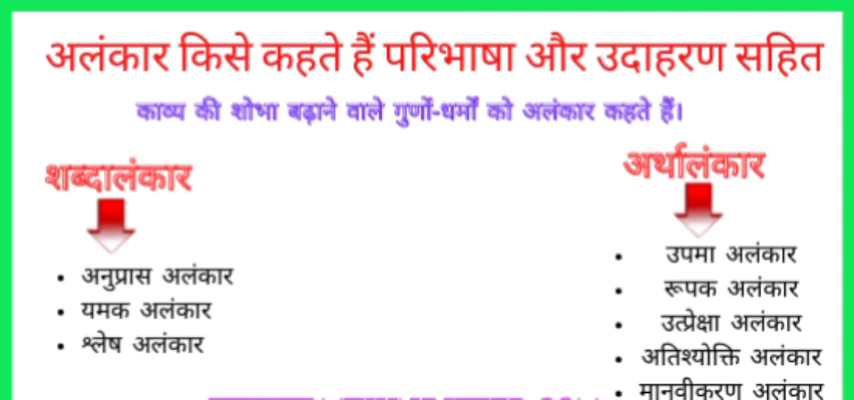 अलंकार किसे कहते हैं परिभाषा और उदाहरण सहित
काव्य की शोभा बढ़ाने वाले गुणों-धर्मों को अलंकार कहते हैं।
शब्दालंकार
• अनुप्रास अलंकार
• यमक अलंकार
• श्लेष अलंकार
अर्थालंकार
• उपमा अलंकार
• रूपक अलंकार
• उत्प्रेक्षा अलंकार
• अतिश्योक्ति अलंकार
• मानवीकरण अलंकार